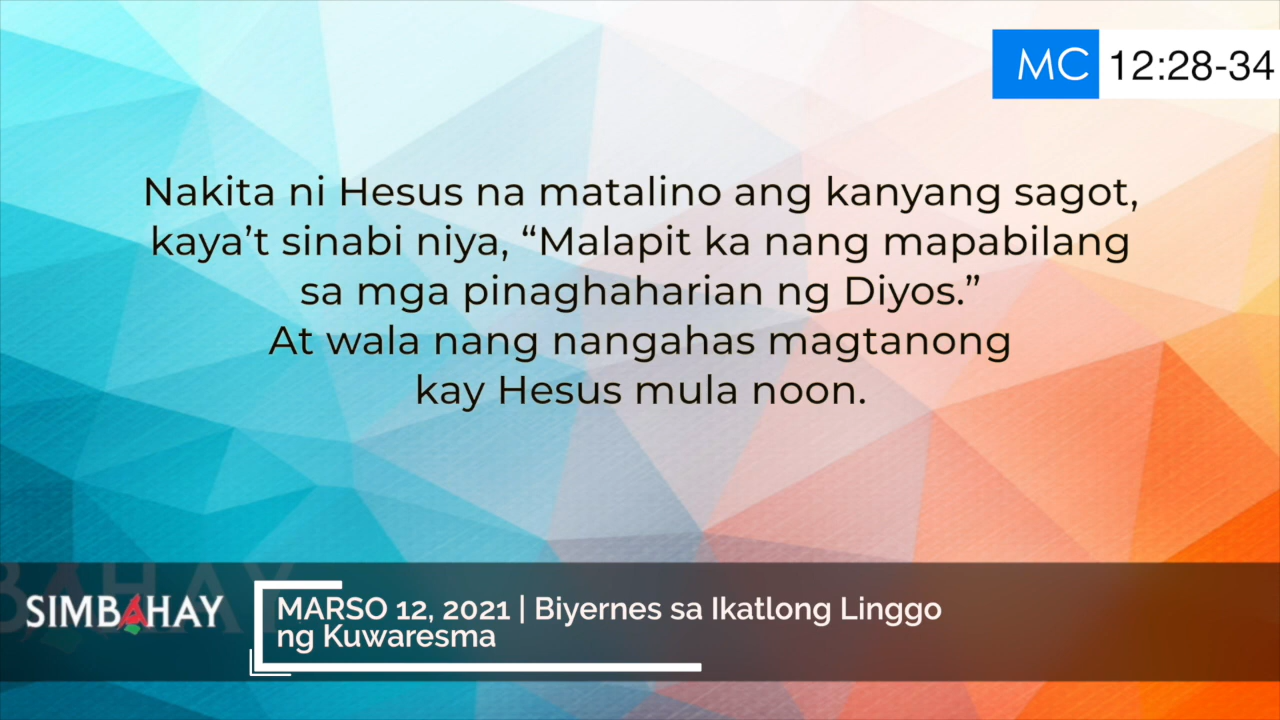 MC 12:28-34
Nakita ni Hesus na matalino ang kanyang sagot,
kaya’t sinabi niya, “Malapit ka nang mapabilang
sa mga pinaghaharian ng Diyos.”
At wala nang nangahas magtanong
kay Hesus mula noon.
SIMBAHAY
MARSO 12, 2021 | Biyernes sa Ikatlong Linggo
ng Kuwaresma